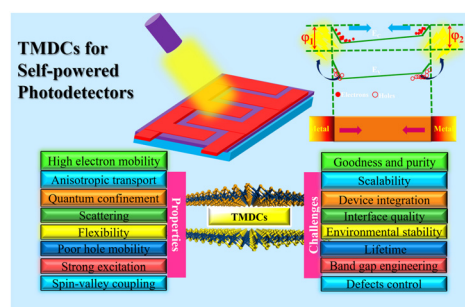 TMDCs for
Self-powered
Photodetectors
φ1
φ2
Electrons
Holes
Metal
Metal
High electron mobility
Anisotropic transport
Quantum confinement
Scattering
Flexibility
Poor hole mobility
Strong excitation
Spin-valley coupling
Properties
TMDCs
Challenges
Goodness and purity
Scalability
Device integration
Interface quality
Environmental stability
Lifetime
Band gap engineering
Defects control